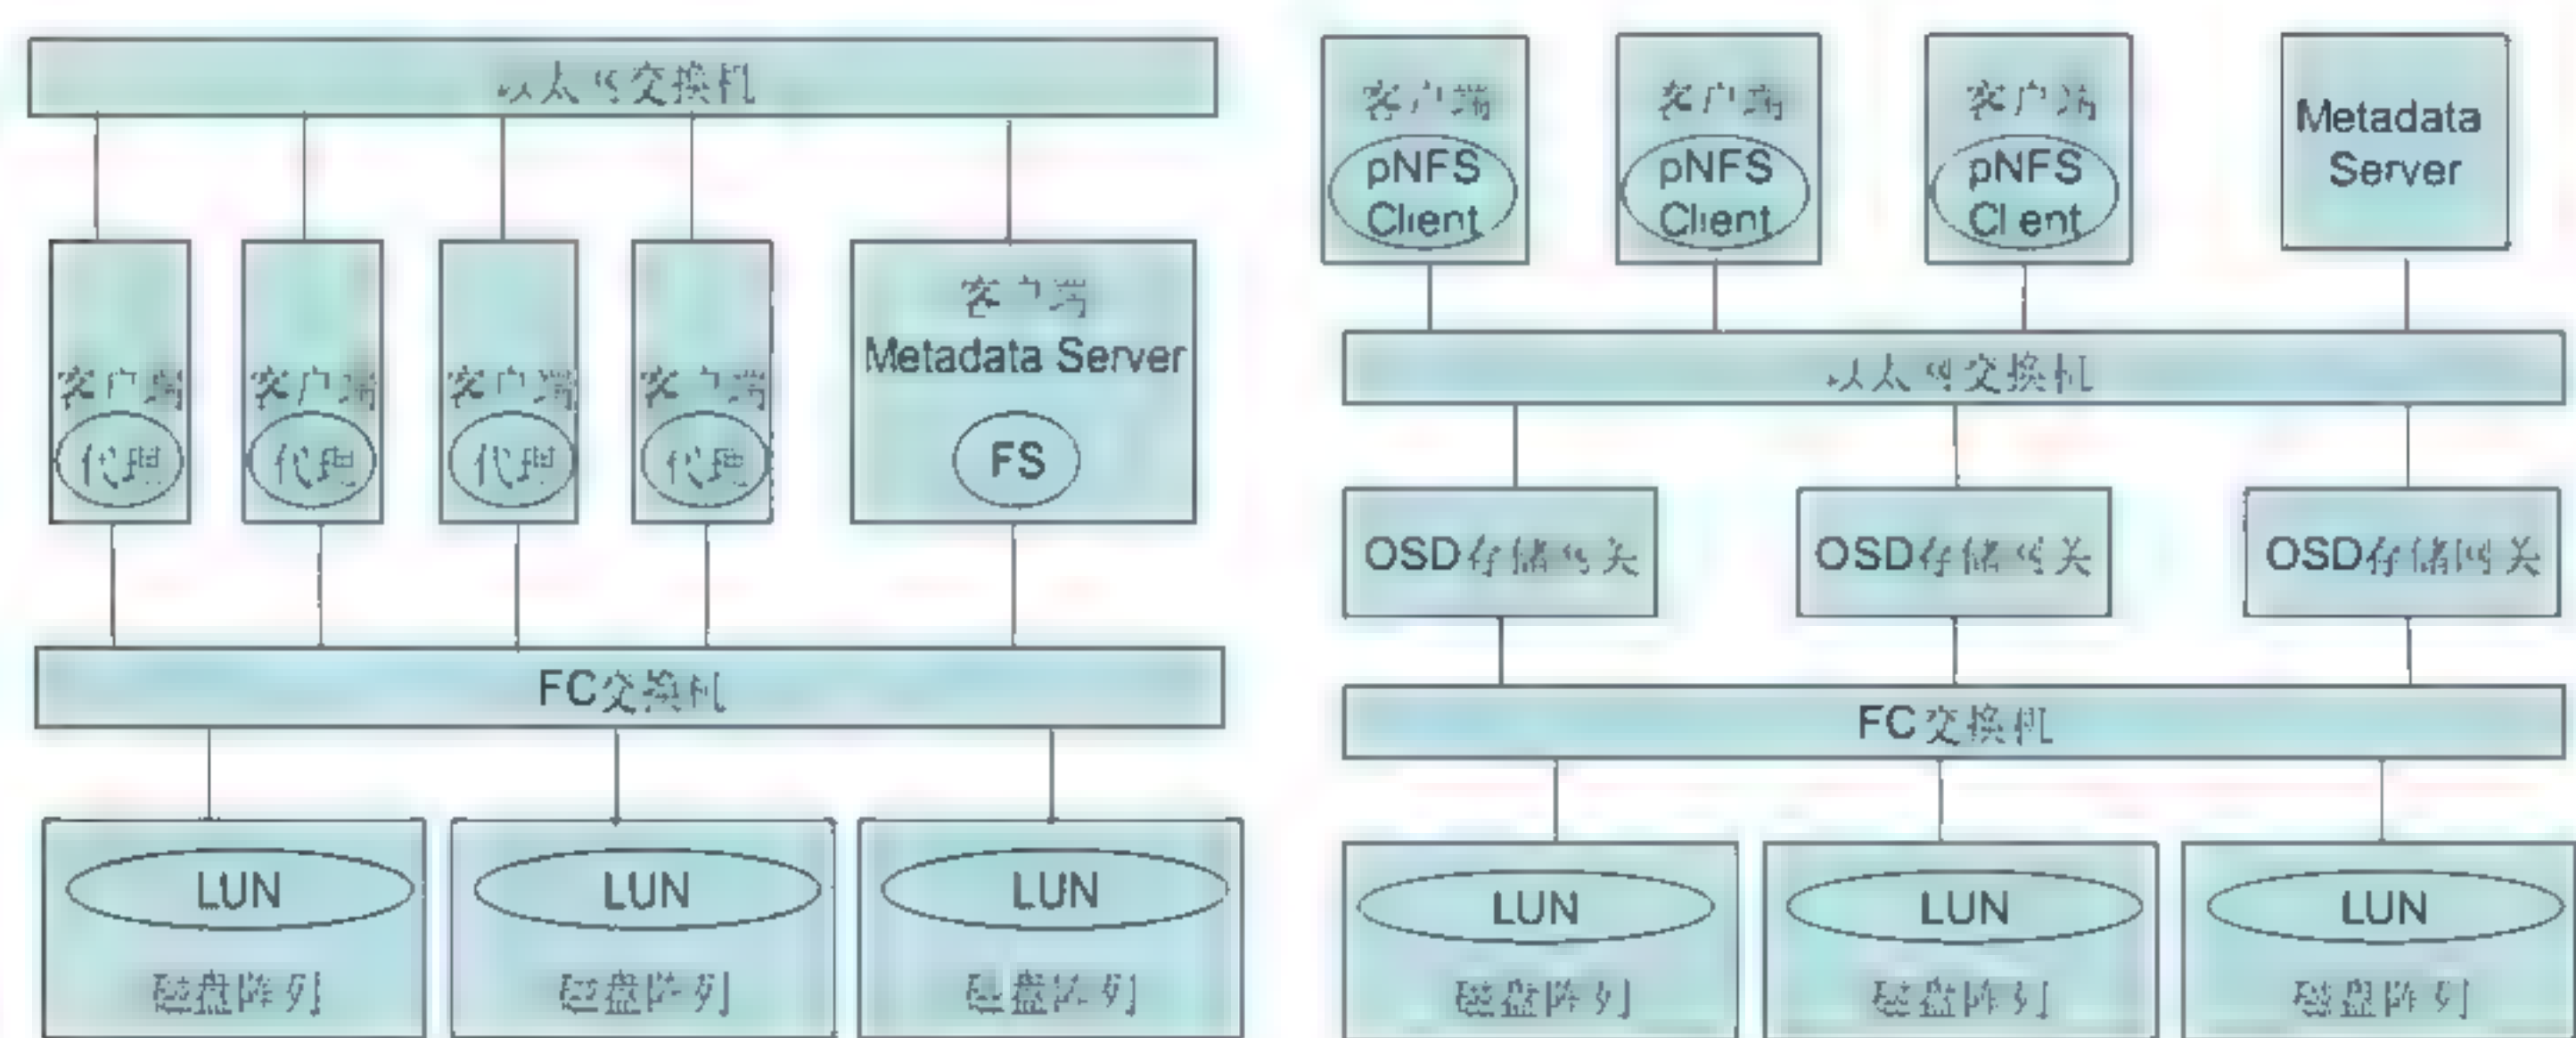 以太网交换机
客户端
代理
客户端
代理
客户端
代理
客户端
代理
客户端
Metadata Server
FS
FC交换机
LUN
磁盘阵列
LUN
磁盘阵列
LUN
磁盘阵列
客户端
pNFS
Client
客户端
pNFS
Client
客户端
pNFS
Client
Metadata
Server
以太网交换机
OSD存储网关
OSD存储网关
OSD存储网关
FC交换机
LUN
磁盘阵列
LUN
磁盘阵列
LUN
磁盘阵列